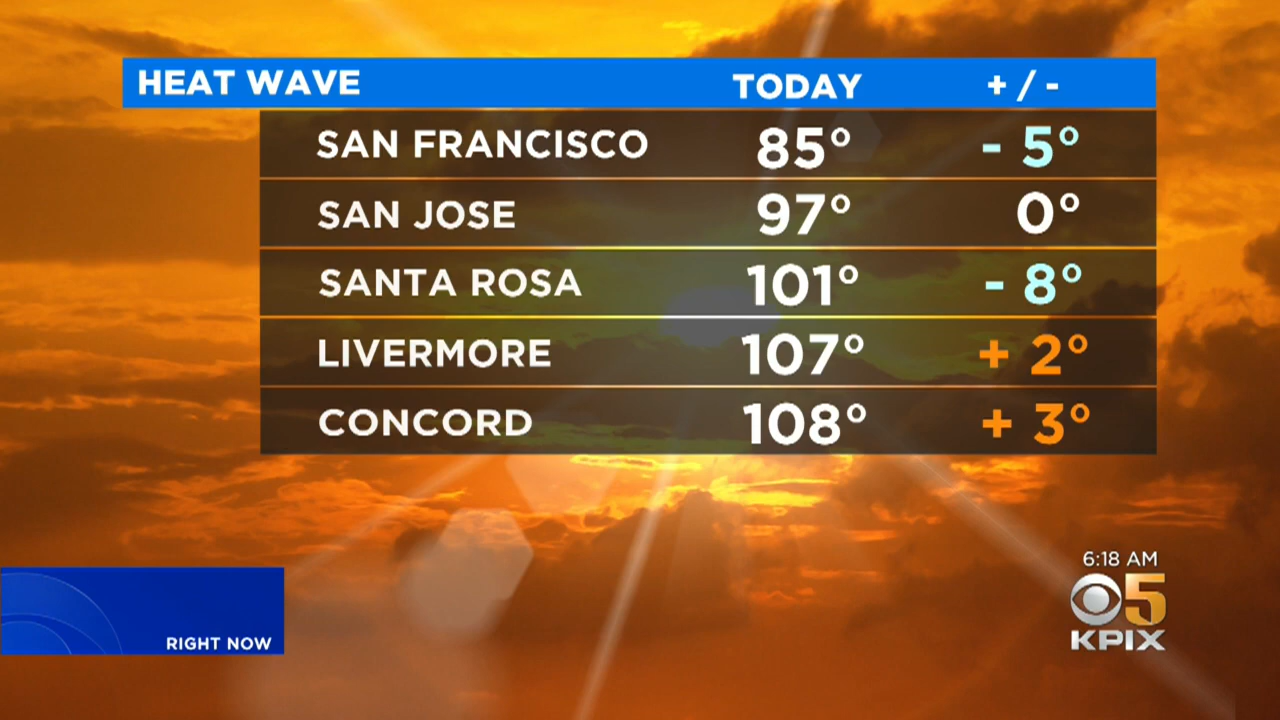 HEAT WAVE TODAY + / -
SAN FRANCISCO 85° - 5°
SAN JOSE 97° 0°
SANTA ROSA 101° - 8°
LIVERMORE 107° + 2°
CONCORD 108° + 3°
6:18 AM
5
KPIX
RIGHT NOW